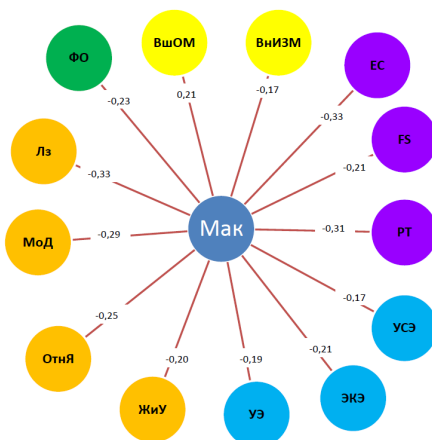 ВшОМ
ВнИЗМ
ФО
ЕС
-0,23
0,21
-0,17
-0,33
FS
Лз
-0,33
-0,21
Мак
МоД
-0,29
-0,31
РТ
-0,25
-0,17
УСЭ
ОтнЯ
-0,20
-0,19
-0,21
ЖиУ
УЭ
ЭКЭ